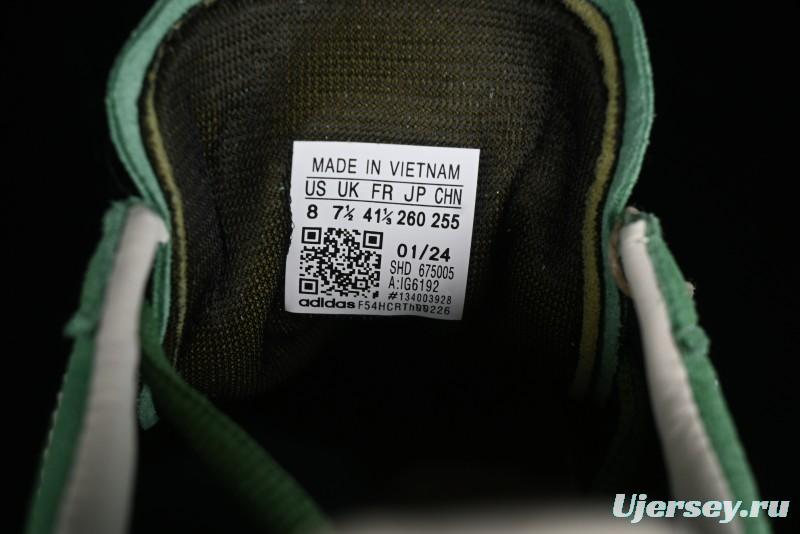 MADE IN VIETNAM
US UK FR JP CHN
8 7½ 41⅓ 260 255
01/24
SHD 675005
A:IG6192
#134003928
adidas F54HCRTh99226
Ujersey.ru